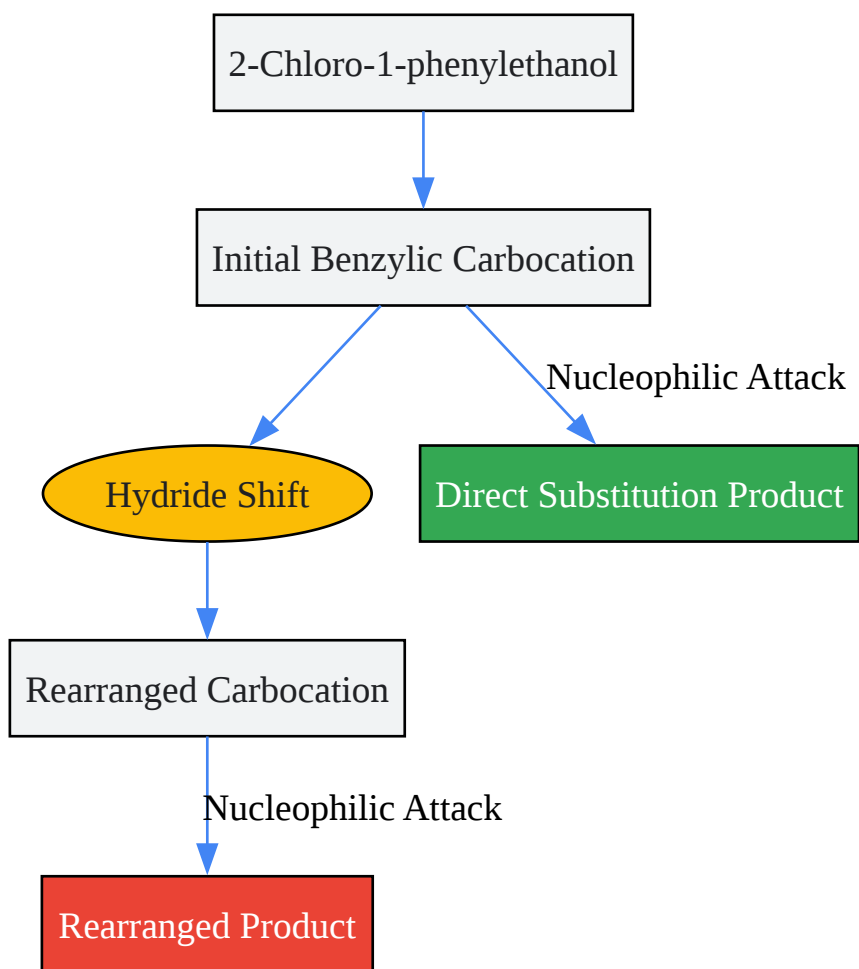 2-Chloro-1-phenylethanol
Initial Benzylic Carbocation
Nucleophilic Attack
Hydride Shift
Direct Substitution Product
Rearranged Carbocation
Nucleophilic Attack
Rearranged Product